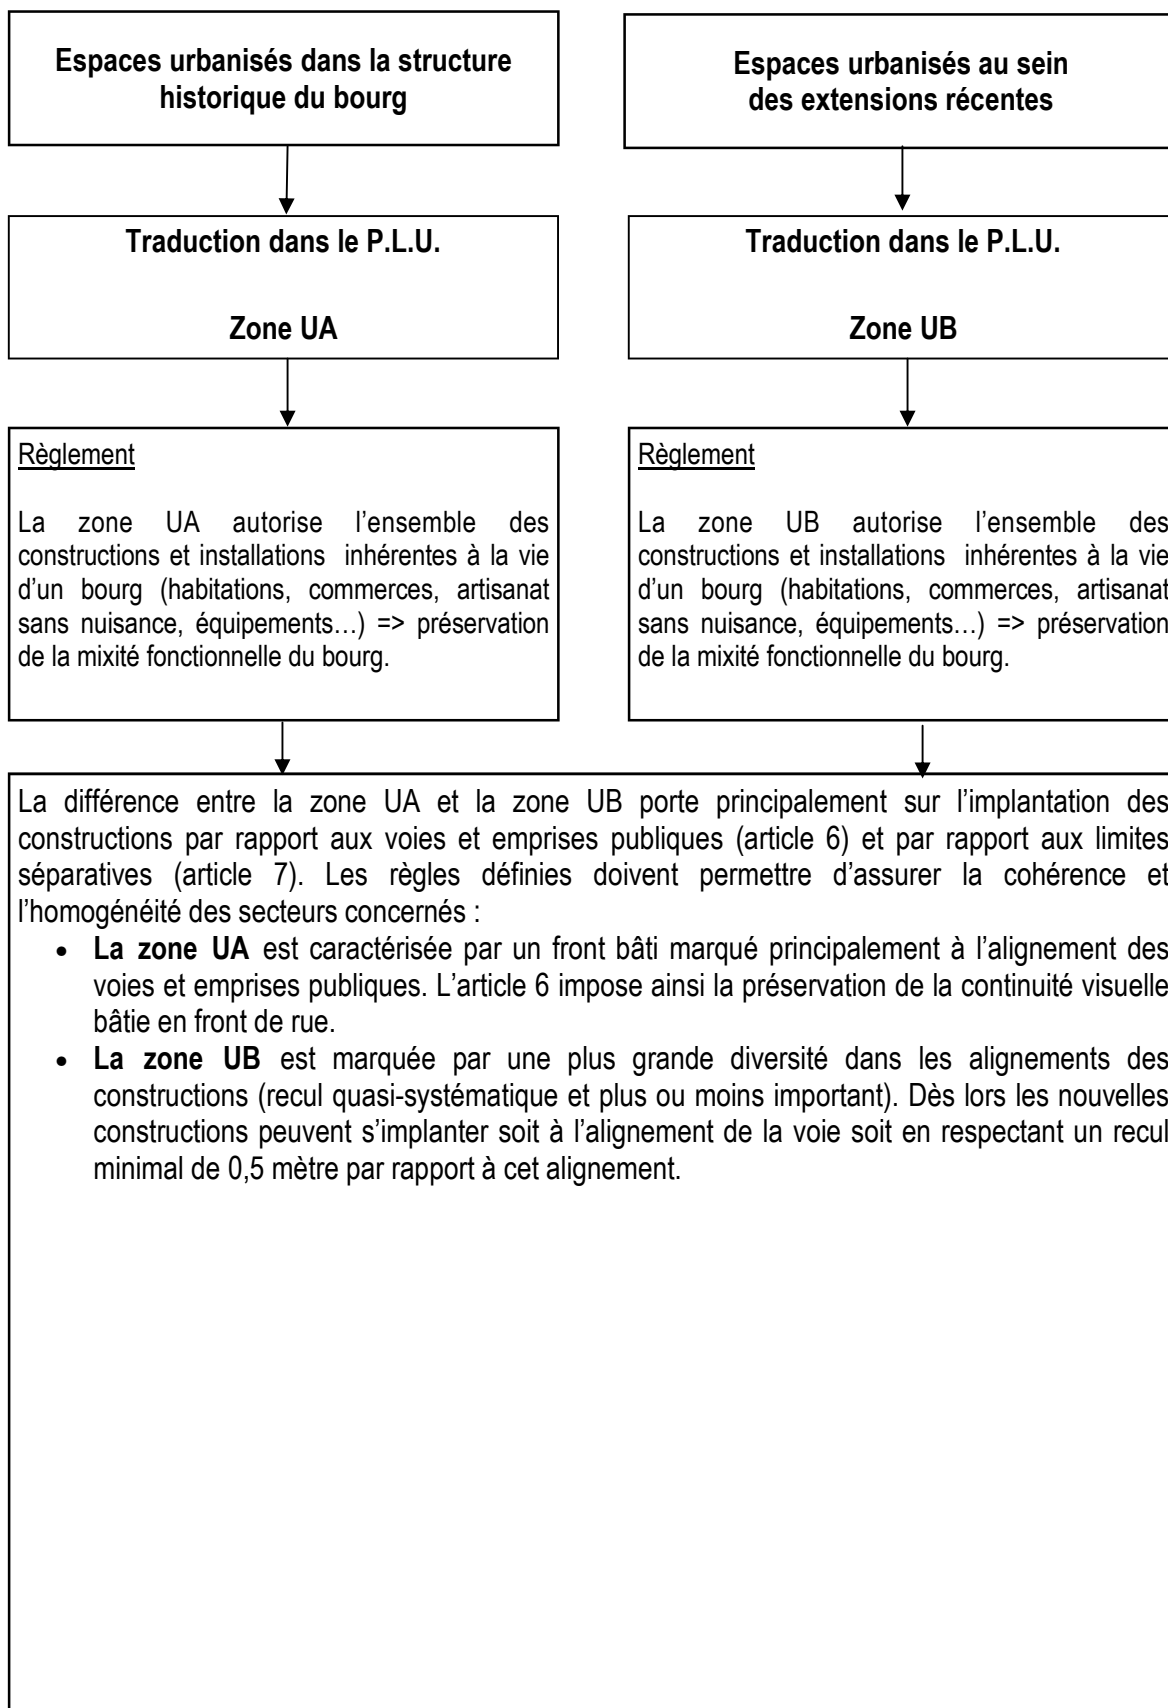 Espaces urbanisés dans la structure
historique du bourg
Espaces urbanisés au sein
des extensions récentes
Traduction dans le P.L.U.
Zone UA
Traduction dans le P.L.U.
Zone UB
Règlement
La zone UA autorise l’ensemble des
constructions et installations inhérentes à la vie
d’un bourg (habitations, commerces, artisanat
sans nuisance, équipements…) => préservation
de la mixité fonctionnelle du bourg.
Règlement
La zone UB autorise l’ensemble des
constructions et installations inhérentes à la vie
d’un bourg (habitations, commerces, artisanat
sans nuisance, équipements…) => préservation
de la mixité fonctionnelle du bourg.
La différence entre la zone UA et la zone UB porte principalement sur l’implantation des
constructions par rapport aux voies et emprises publiques (article 6) et par rapport aux limites
séparatives (article 7). Les règles définies doivent permettre d’assurer la cohérence et
l’homogénéité des secteurs concernés :
• La zone UA est caractérisée par un front bâti marqué principalement à l’alignement des
voies et emprises publiques. L’article 6 impose ainsi la préservation de la continuité visuelle
bâtie en front de rue.
• La zone UB est marquée par une plus grande diversité dans les alignements des
constructions (recul quasi-systématique et plus ou moins important). Dès lors les nouvelles
constructions peuvent s’implanter soit à l’alignement de la voie soit en respectant un recul
minimal de 0,5 mètre par rapport à cet alignement.